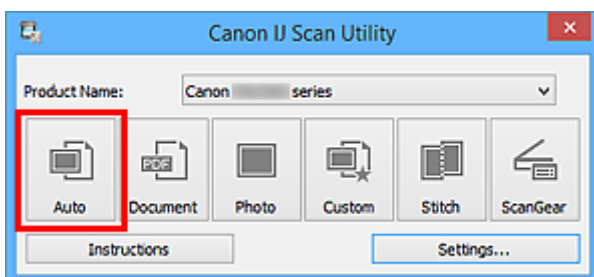 Canon IJ Scan Utility
Product Name: Canon series
PDF
Auto Document Photo Custom Stitch ScanGear
Instructions Settings...